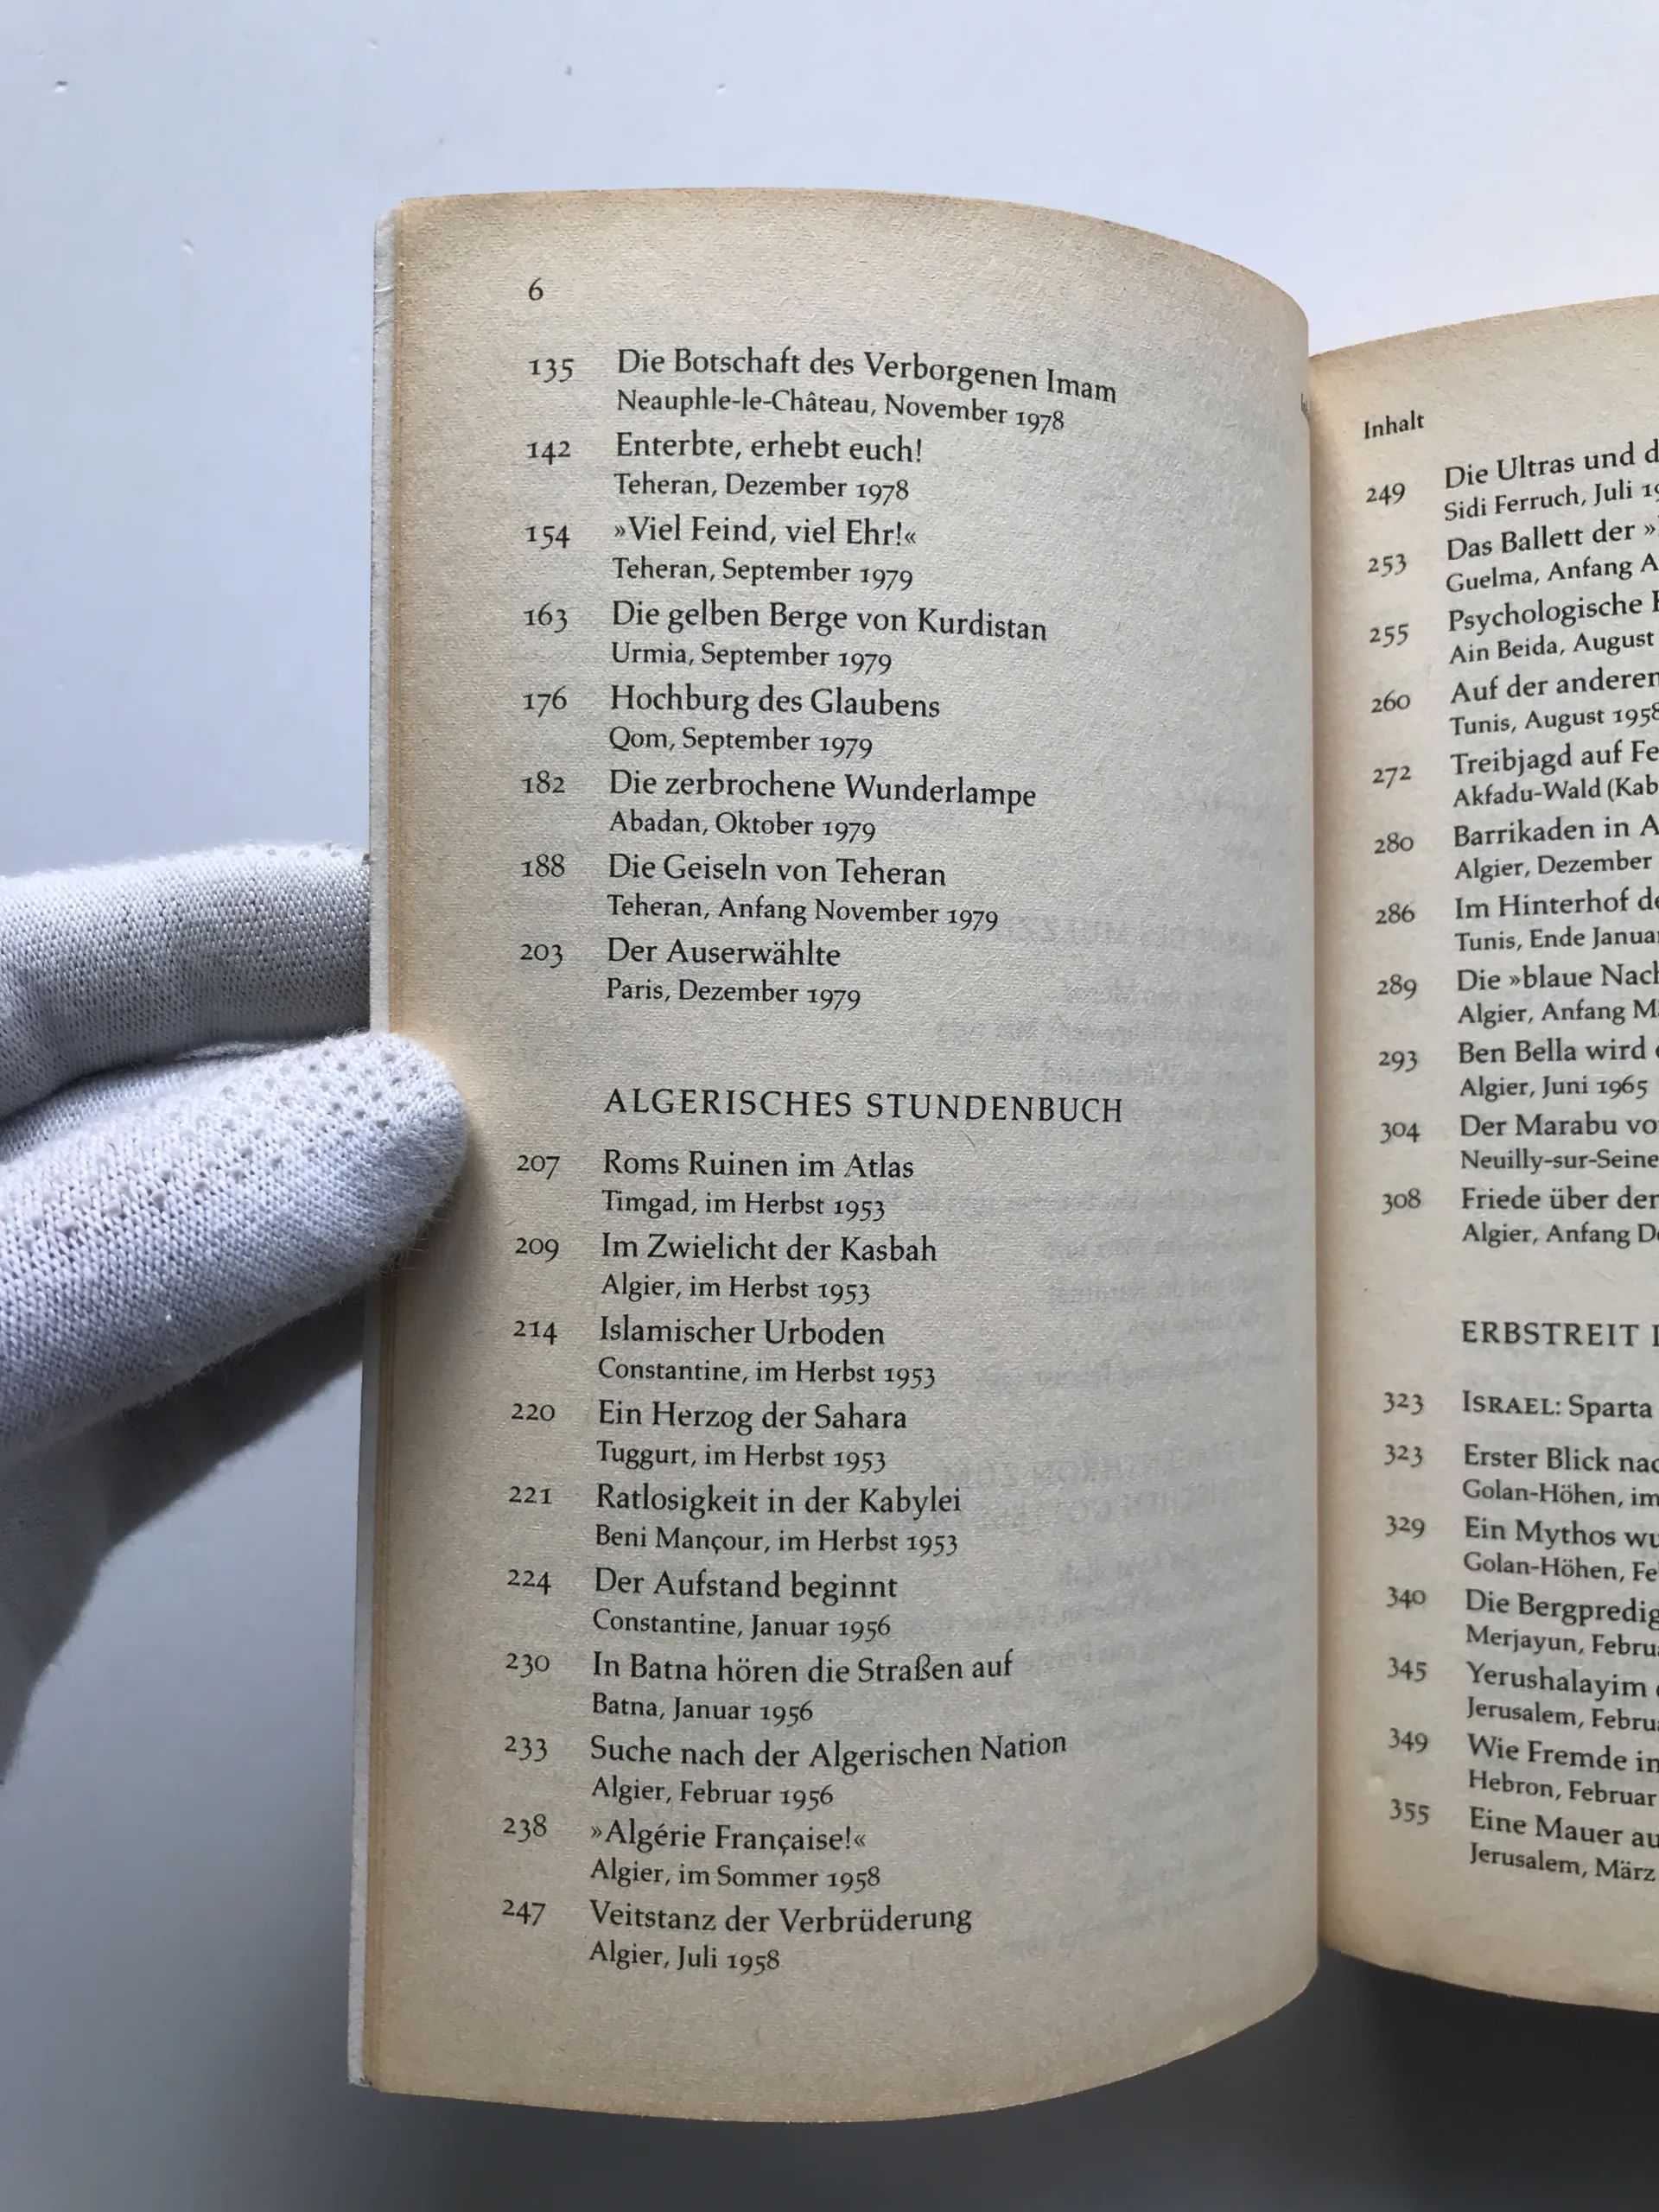 6
135 Die Botschaft des Verborgenen Imam
Neauphle-le-Château, November 1978
142 Enterbte, erhebt euch!
Teheran, Dezember 1978
154 »Viel Feind, viel Ehr!«
Teheran, September 1979
163 Die gelben Berge von Kurdistan
Urmia, September 1979
176 Hochburg des Glaubens
Qom, September 1979
182 Die zerbrochene Wunderlampe
Abadan, Oktober 1979
188 Die Geiseln von Teheran
Teheran, Anfang November 1979
203 Der Auserwählte
Paris, Dezember 1979
ALGERISCHES STUNDENBUCH
207 Roms Ruinen im Atlas
Timgad, im Herbst 1953
209 Im Zwielicht der Kasbah
Algier, im Herbst 1953
214 Islamischer Urboden
Constantine, im Herbst 1953
220 Ein Herzog der Sahara
Tuggurt, im Herbst 1953
221 Ratlosigkeit in der Kabylei
Beni Mançour, im Herbst 1953
224 Der Aufstand beginnt
Constantine, Januar 1956
230 In Batna hören die Straßen auf
Batna, Januar 1956
233 Suche nach der Algerischen Nation
Algier, Februar 1956
238 »Algérie Française!«
Algier, im Sommer 1958
247 Veitstanz der Verbrüderung
Algier, Juli 1958
Inhalt
249 Die Ultras und
Sidi Ferruch, Juli
253 Das Ballett der
Guelma, Anfang
255 Psychologische
Ain Beida, August
260 Auf der anderen
Tunis, August 1958
272 Treibjagd auf
Akfadu-Wald
280 Barrikaden in
Algier, Dezember
286 Im Hinterhof
Tunis, Ende
289 Die »blaue
Algier, Anfang
293 Ben Bella wird
Algier, Juni 1965
304 Der Marabu
Neuilly-sur-Seine
308 Friede über
Algier, Anfang
ERBSTREIT
323 ISRAEL: Sparta
323 Erster Blick
Golan-Höhen,
329 Ein Mythos
Golan-Höhen,
340 Die
Merjayun,
345 Yerushalayim
Jerusalem,
349 Wie Fremde
Hebron, Februar
355 Eine Mauer
Jerusalem, März